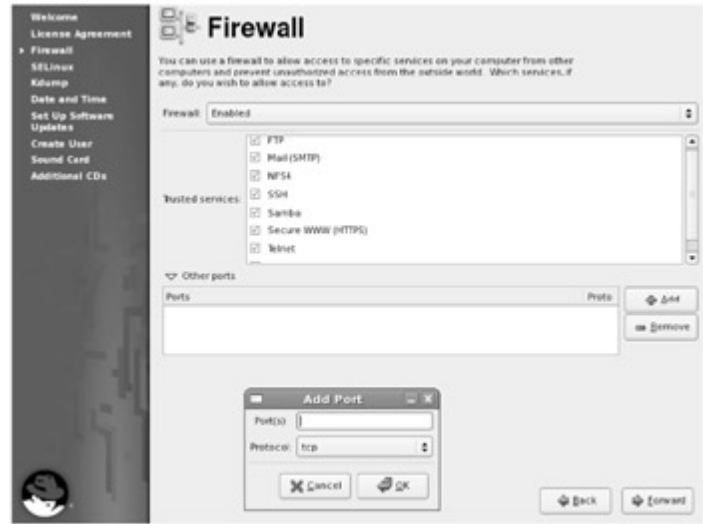 Welcome
License Agreement
Firewall
SELinux
Kdump
Date and Time
Set Up Software
Updates
Create User
Sound Card
Additional CDs
Firewall
You can use a firewall to allow access to specific services on your computer from other
computers and prevent unauthorized access from the outside world. Which services, if
any, do you wish to allow access to?
Firewall: Enabled
Trusted services:
FTP
Mail (SMTP)
NFS4
SSH
Samba
Secure WWW (HTTPS)
Telnet
Other ports
Ports Proto
Add
Remove
Add Port
Port(s):
Protocol: tcp
Cancel OK
Back Forward